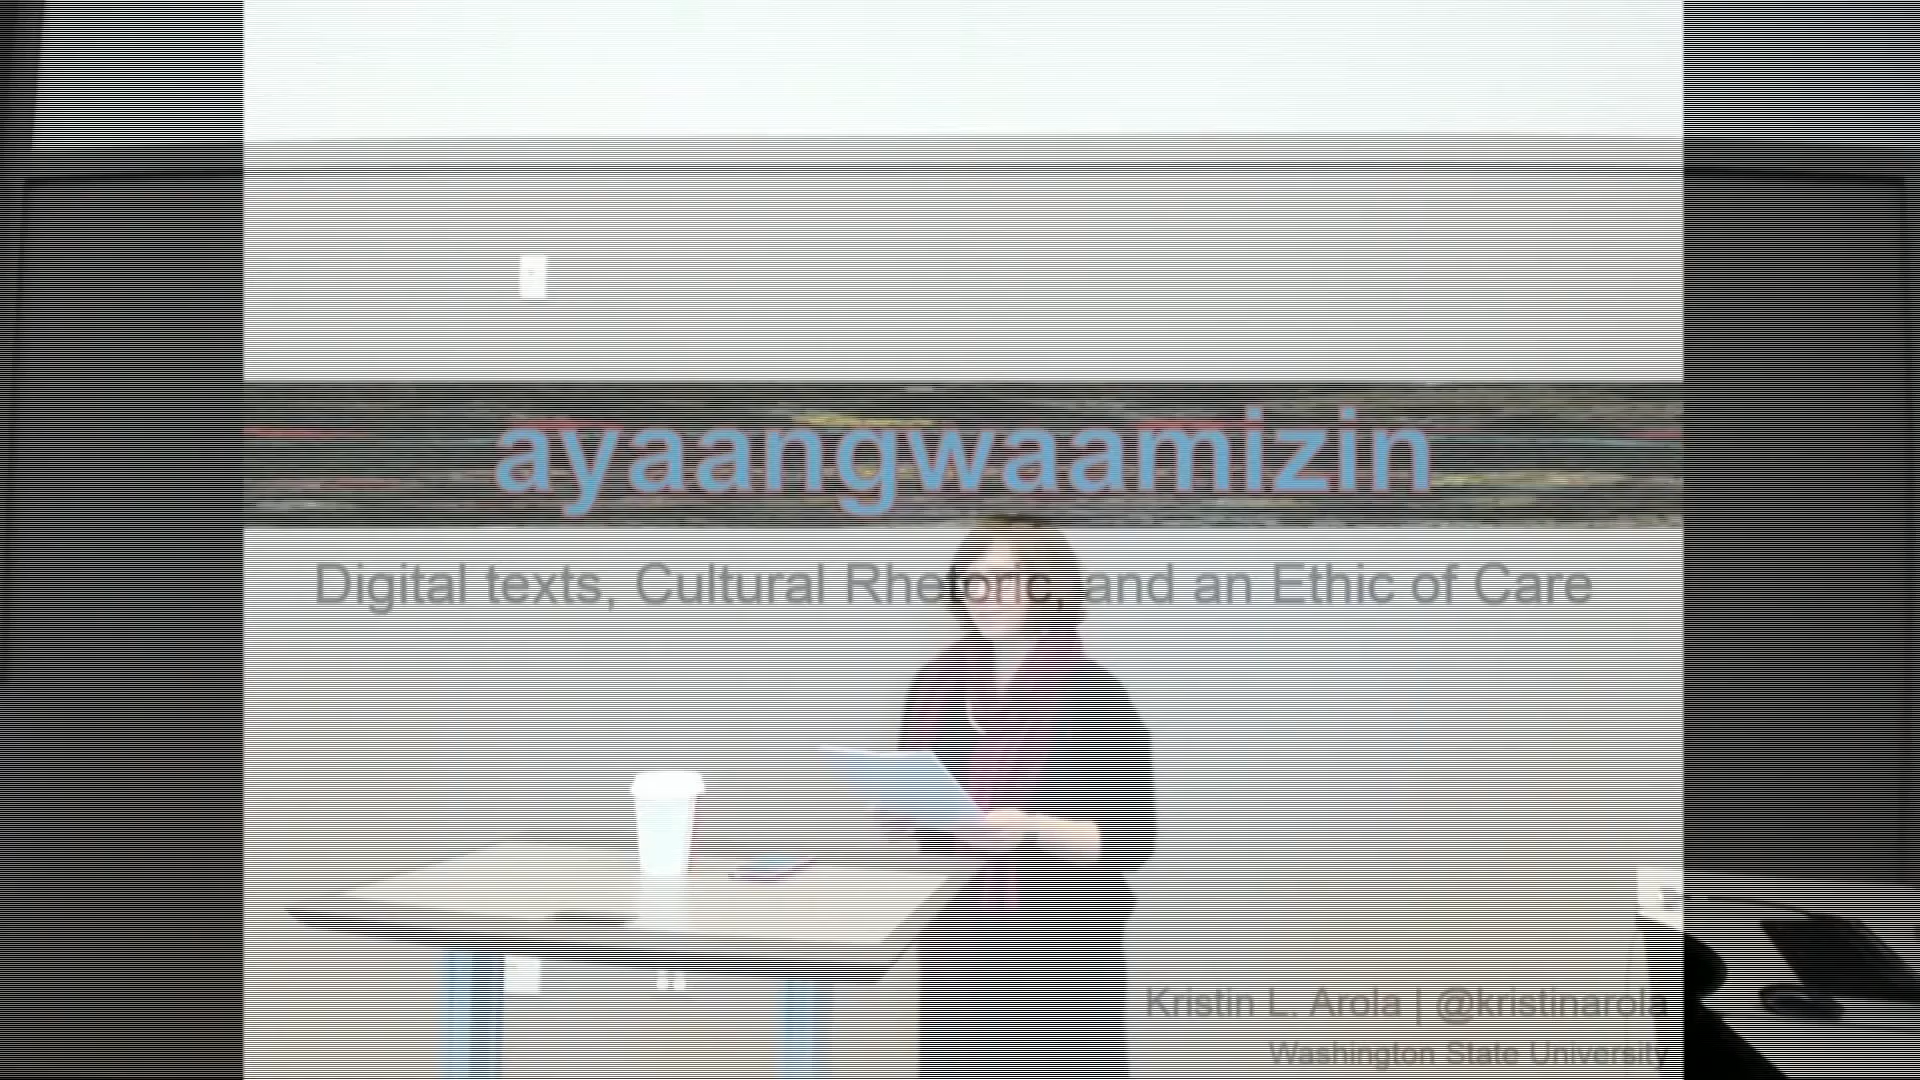 ayaangwaamizin
Digital texts, Cultural Rhetoric, and an Ethic of Care
Kristin L. Arola | @kristinarola
Washington State University